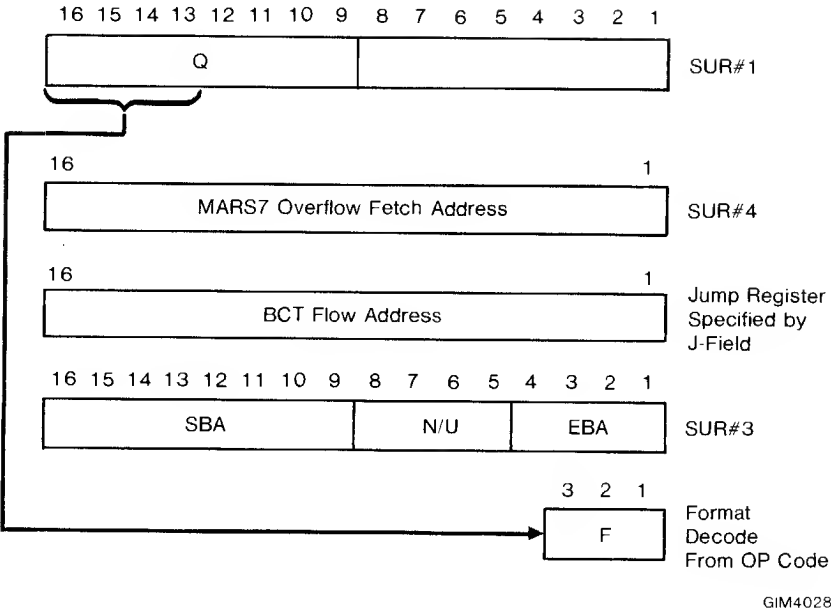 16 15 14 13 12 11 10 9 8 7 6 5 4 3 2 1
Q
SUR#1
16 1
MARS7 Overflow Fetch Address
SUR#4
16 1
BCT Flow Address
Jump Register
Specified by
J-Field
16 15 14 13 12 11 10 9 8 7 6 5 4 3 2 1
SBA N/U EBA
SUR#3
3 2 1
F
Format
Decode
From OP Code
GIM4028